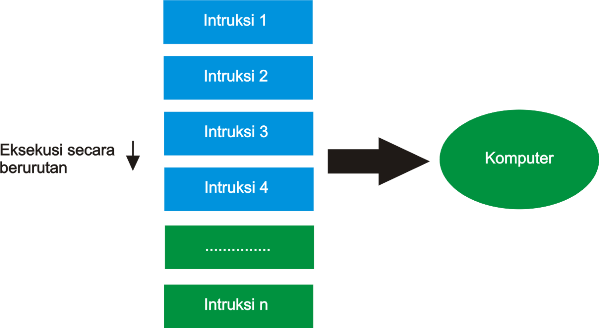 Intruksi 1
Intruksi 2
Intruksi 3
Intruksi 4
...............
Intruksi n
Eksekusi secara
berurutan
Komputer